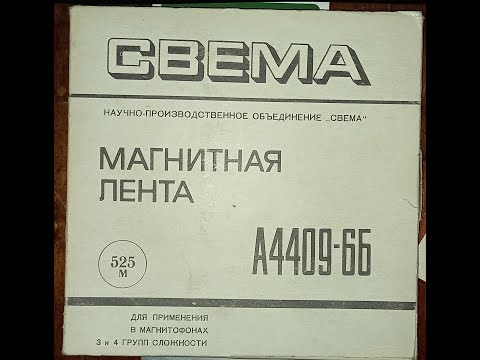 СВЕМА
НАУЧНО-ПРОИЗВОДСТВЕННОЕ ОБЪЕДИНЕНИЕ „СВЕМА"
МАГНИТНАЯ
ЛЕНТА
А4409-6Б
525
М
ДЛЯ ПРИМЕНЕНИЯ
В МАГНИТОФОНАХ
3 и 4 ГРУПП СЛОЖНОСТИ